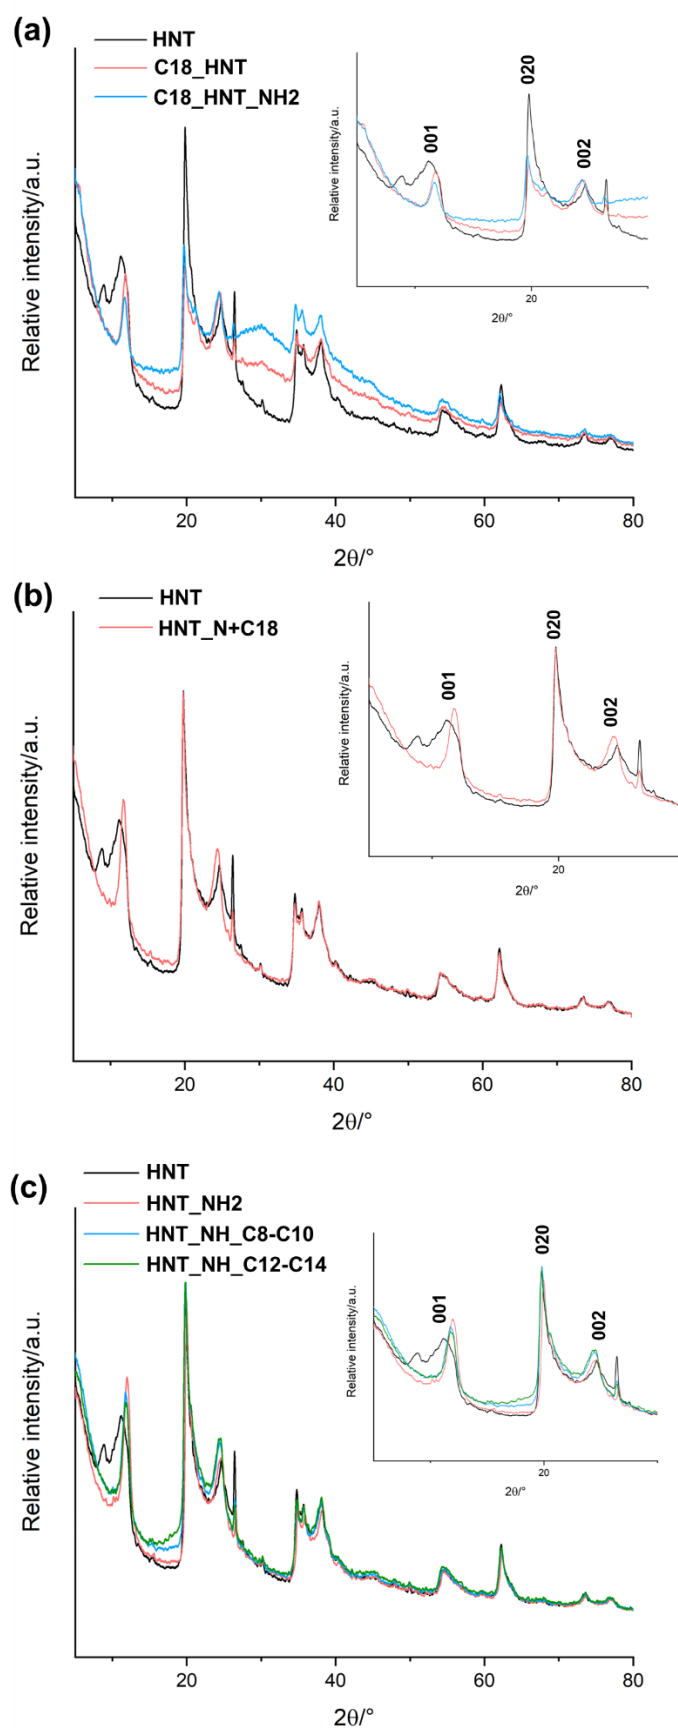 (a)
HNT
C18_HNT
C18_HNT_NH2
Relative intensity/a.u.
001
020
002
20
2θ/°
Relative intensity/a.u.
20
40
60
80
2θ/°
(b)
HNT
HNT_N+C18
Relative intensity/a.u.
001
020
002
20
2θ/°
Relative intensity/a.u.
20
40
60
80
2θ/°
(c)
HNT
HNT_NH2
HNT_NH_C8-C10
HNT_NH_C12-C14
Relative intensity/a.u.
001
020
002
20
2θ/°
Relative intensity/a.u.
20
40
60
80
2θ/°